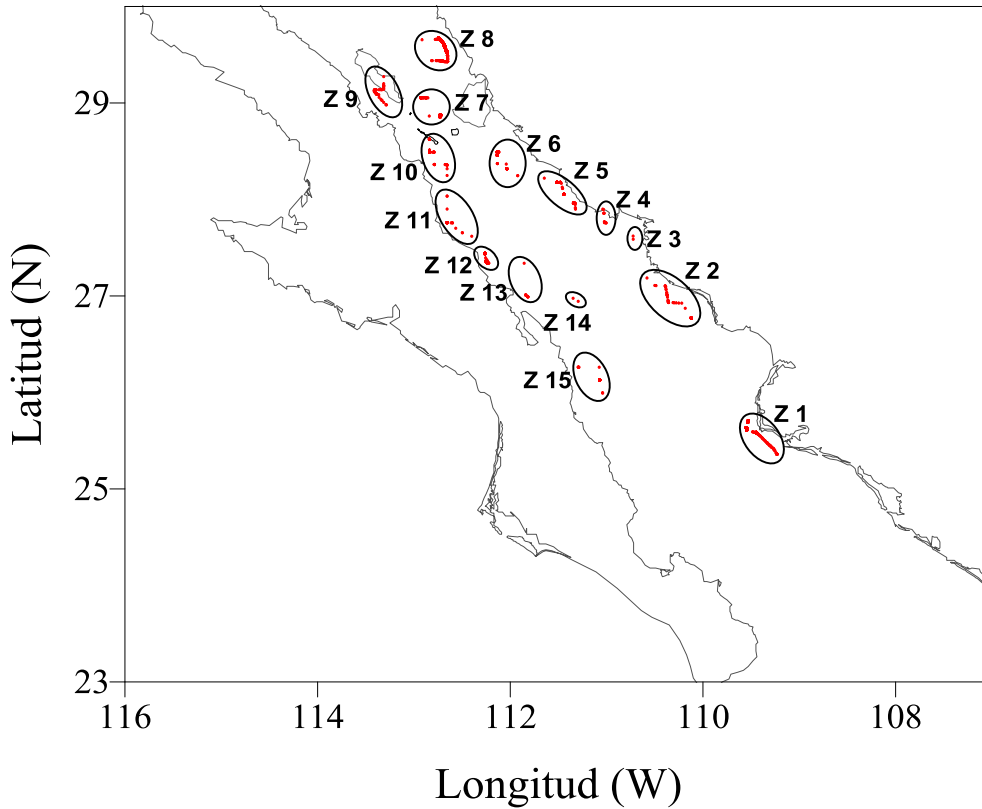 Z 8
29
Z 9
Z 7
Z 6
Z 10
Z 5
Z 4
Z 11
Z 3
Z 12
Z 2
Z 13
27
Z 14
Z 15
Z 1
25
23
116 114 112 110 108
Latitud (N)
Longitud (W)